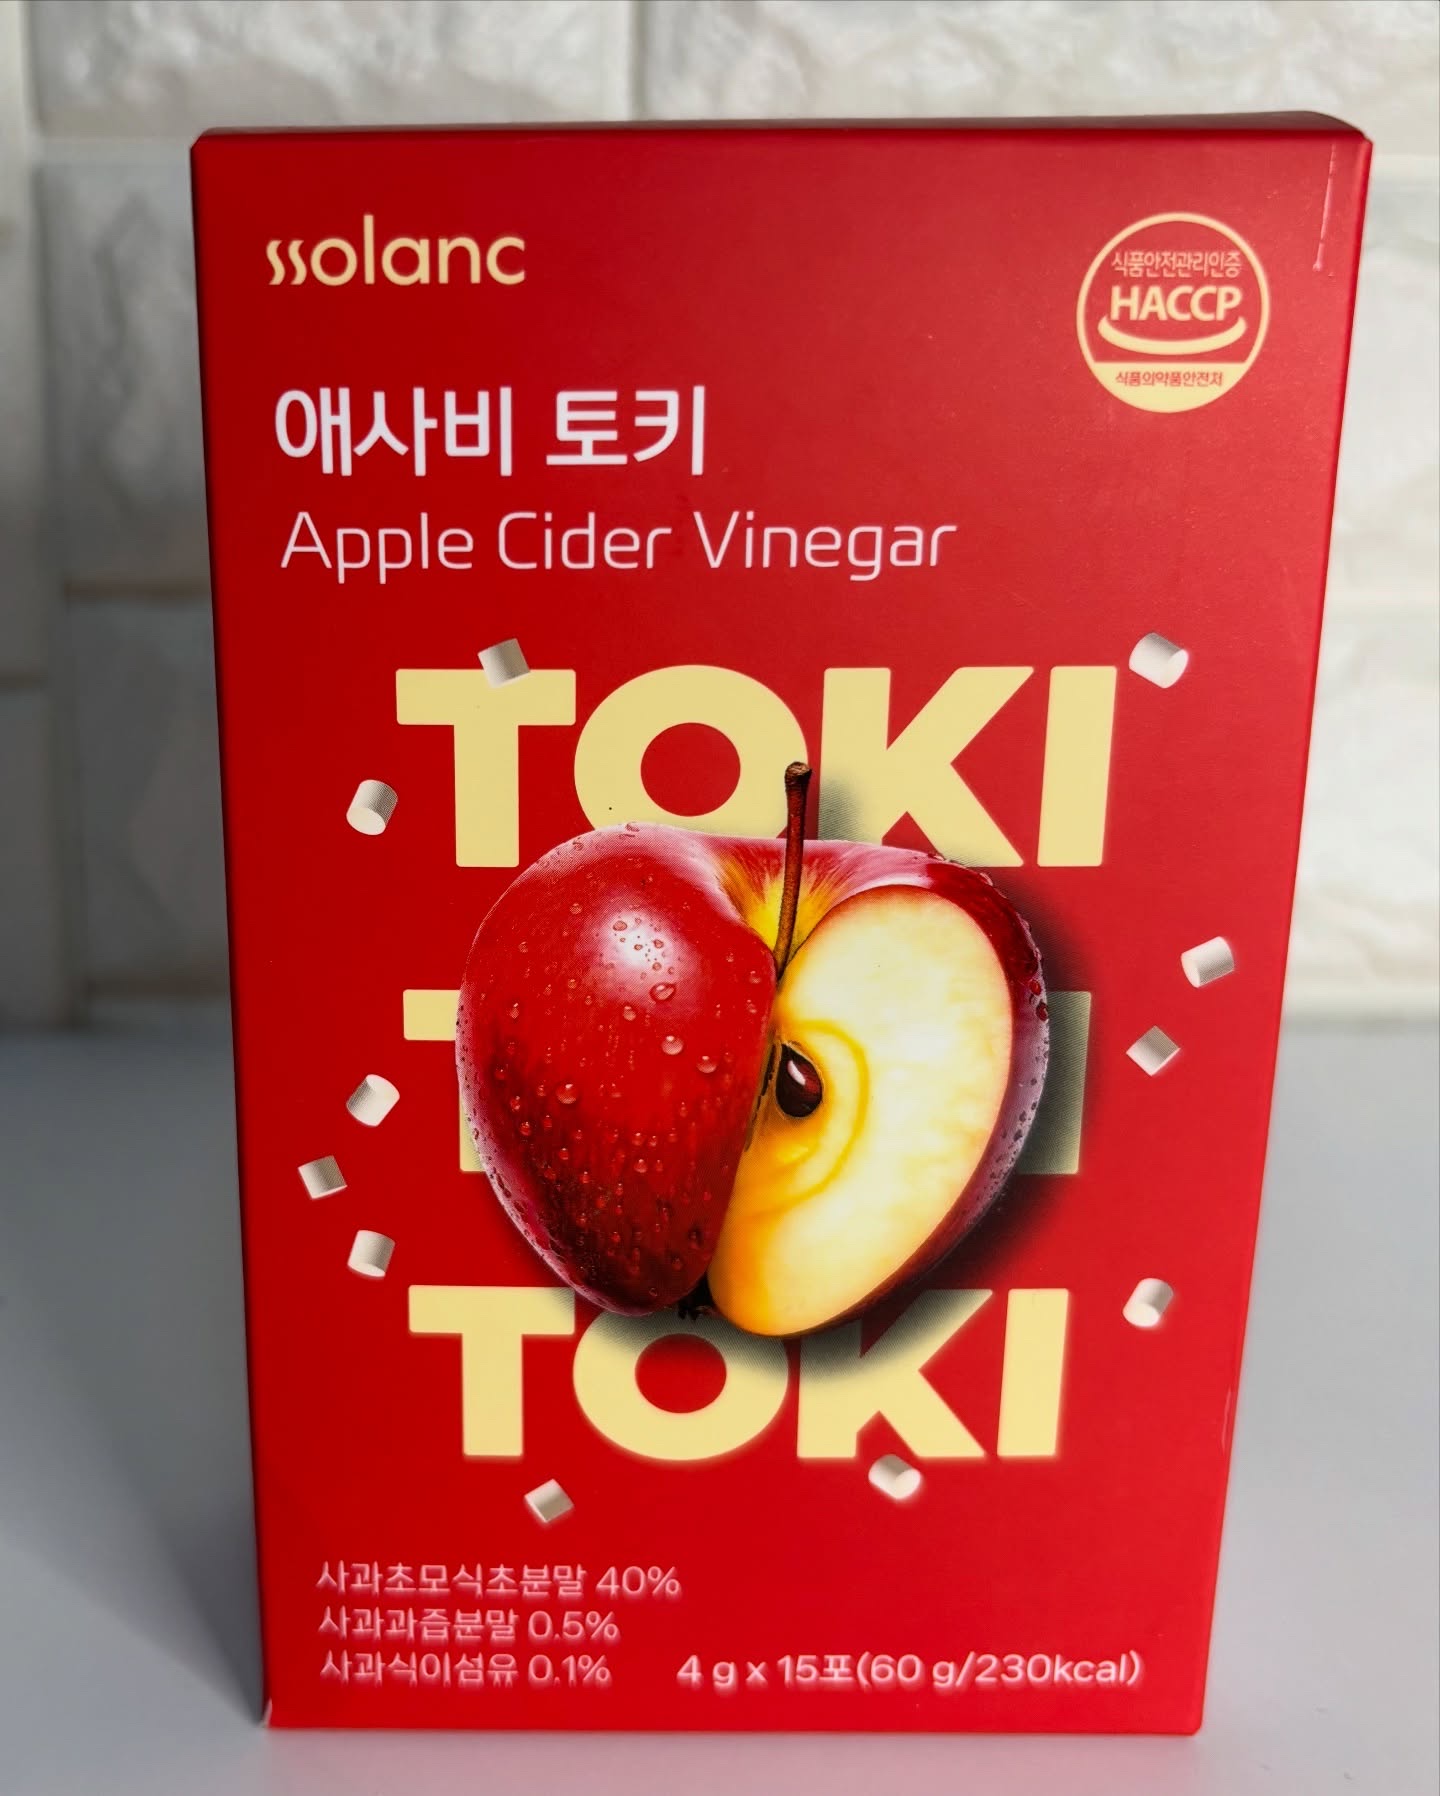 ssolanc
식품안전관리인증
HACCP
식품의약품안전처
애사비 토키
Apple Cider Vinegar
TOKI
TOKI
사과초모식초분말 40%
사과과즙분말 0.5%
사과식이섬유 0.1%
4 g x 15포(60 g/230kcal)